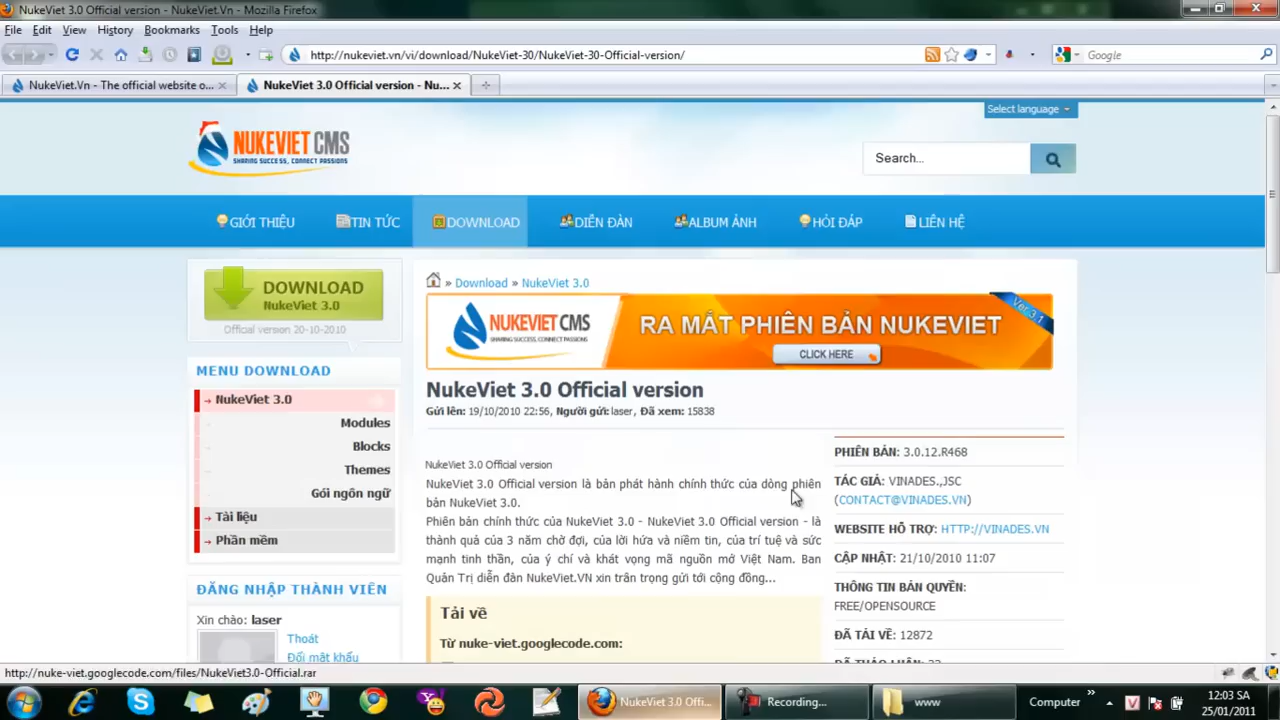 NukeViet 3.0 Official version - NukeViet.Vn - Mozilla Firefox
File Edit View History Bookmarks Tools Help
http://nukeviet.vn/vi/download/NukeViet-30/NukeViet-30-Official-version/
Google
NukeViet.Vn - The official website o...
NukeViet 3.0 Official version - Nu...
Select language
NUKEVIET CMS
SHARING SUCCESS, CONNECT PASSIONS
Search...
GIỚI THIỆU TIN TỨC DOWNLOAD DIỄN ĐÀN ALBUM ẢNH HỎI ĐÁP LIÊN HỆ
DOWNLOAD
NukeViet 3.0
Official version 20-10-2010
MENU DOWNLOAD
NukeViet 3.0
Modules
Blocks
Themes
Gói ngôn ngữ
Tài liệu
Phần mềm
ĐĂNG NHẬP THÀNH VIÊN
Xin chào: laser
Thoát
Đổi mật khẩu
» Download » NukeViet 3.0
NUKEVIET CMS
SHARING SUCCESS, CONNECT PASSIONS
RA MẮT PHIÊN BẢN NUKEVIET
Ver 3.1
CLICK HERE
NukeViet 3.0 Official version
Gửi lên: 19/10/2010 22:56, Người gửi: laser, Đã xem: 15838
NukeViet 3.0 Official version
NukeViet 3.0 Official version là bản phát hành chính thức của dòng phiên
bản NukeViet 3.0.
Phiên bản chính thức của NukeViet 3.0 - NukeViet 3.0 Official version - là
thành quả của 3 năm chờ đợi, của lời hứa và niềm tin, của trí tuệ và sức
mạnh tinh thần, của ý chí và khát vọng mã nguồn mở Việt Nam. Ban
Quản Trị diễn đàn NukeViet.VN xin trân trọng gửi tới cộng đồng...
Tải về
Từ nuke-viet.googlecode.com:
PHIÊN BẢN: 3.0.12.R468
TÁC GIẢ: VINADES.,JSC
(CONTACT@VINADES.VN)
WEBSITE HỖ TRỢ: HTTP://VINADES.VN
CẬP NHẬT: 21/10/2010 11:07
THÔNG TIN BẢN QUYỀN:
FREE/OPENSOURCE
ĐÃ TẢI VỀ: 12872
ĐÃ THẢO LUẬN: 22
http://nuke-viet.googlecode.com/files/NukeViet3.0-Official.rar
NukeViet 3.0 Offi...
Recording...
www
Computer
12:03 SA
25/01/2011